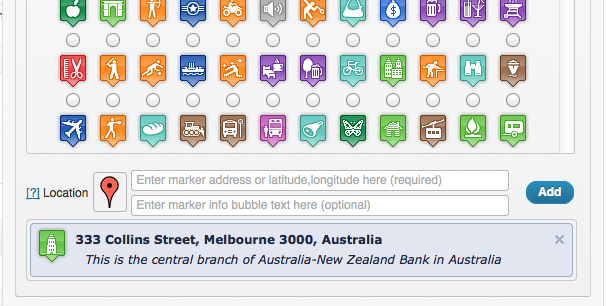 [?] Location
Enter marker address or latitude,longitude here (required)
Add
Enter marker info bubble text here (optional)
333 Collins Street, Melbourne 3000, Australia
This is the central branch of Australia-New Zealand Bank in Australia